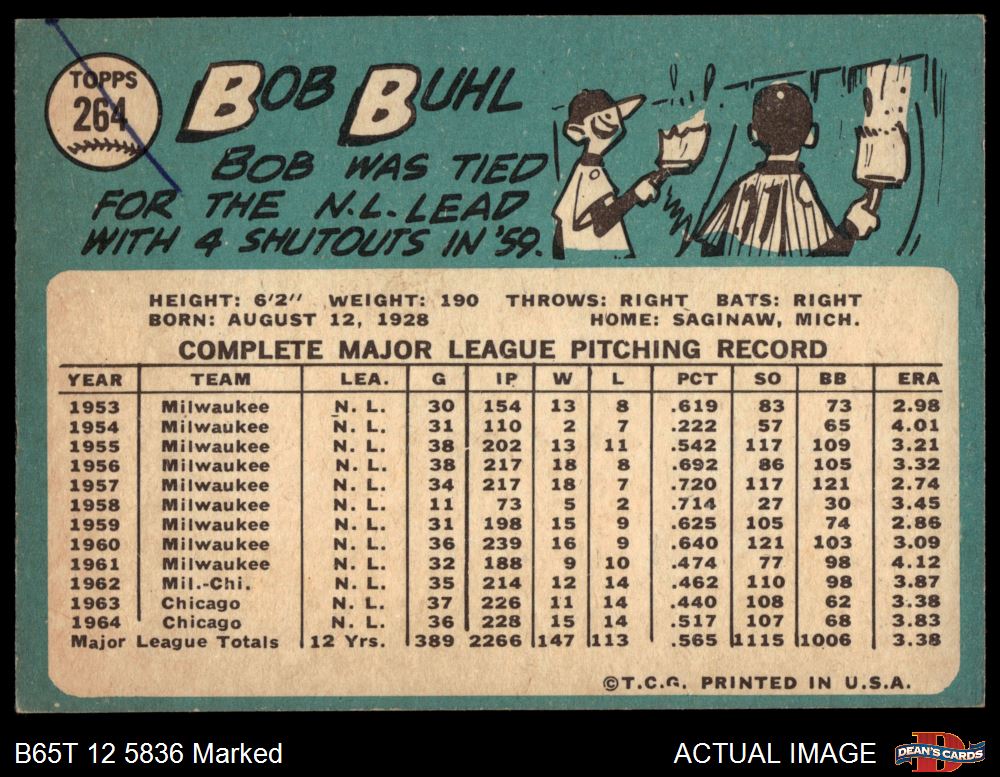 TOPPS
264
BOB BUHL
BOB WAS TIED
FOR THE N.L. LEAD
WITH 4 SHUTOUTS IN '59.
HEIGHT: 6'2" WEIGHT: 190 THROWS: RIGHT BATS: RIGHT
BORN: AUGUST 12, 1928 HOME: SAGINAW, MICH.
COMPLETE MAJOR LEAGUE PITCHING RECORD
YEAR TEAM LEA. G IP W L PCT SO BB ERA
1953 Milwaukee N. L. 30 154 13 8 .619 83 73 2.98
1954 Milwaukee N. L. 31 110 2 7 .222 57 65 4.01
1955 Milwaukee N. L. 38 202 13 11 .542 117 109 3.21
1956 Milwaukee N. L. 38 217 18 8 .692 86 105 3.32
1957 Milwaukee N. L. 34 217 18 7 .720 117 121 2.74
1958 Milwaukee N. L. 11 73 5 2 .714 27 30 3.45
1959 Milwaukee N. L. 31 198 15 9 .625 105 74 2.86
1960 Milwaukee N. L. 36 239 16 9 .640 121 103 3.09
1961 Milwaukee N. L. 32 188 9 10 .474 77 98 4.12
1962 Mil.-Chi. N. L. 35 214 12 14 .462 110 98 3.87
1963 Chicago N. L. 37 226 11 14 .440 108 62 3.38
1964 Chicago N. L. 36 228 15 14 .517 107 68 3.83
Major League Totals 12 Yrs. 389 2266 147 113 .565 1115 1006 3.38
©T.C.G. PRINTED IN U.S.A.
B65T 12 5836 Marked ACTUAL IMAGE DEAN'S CARDS